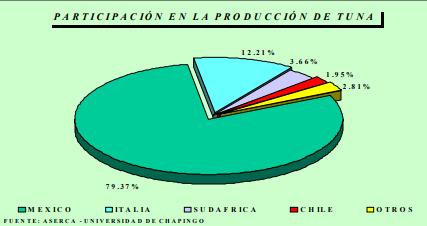 PARTICIPACIÓN EN LA PRODUCCIÓN DE TUNA
12.21%
3.66%
1.95%
2.81%
79.37%
MEXICO ITALIA SUDAFRICA CHILE OTROS
FUENTE: ASERCA - UNIVERSIDAD DE CHAPINGO